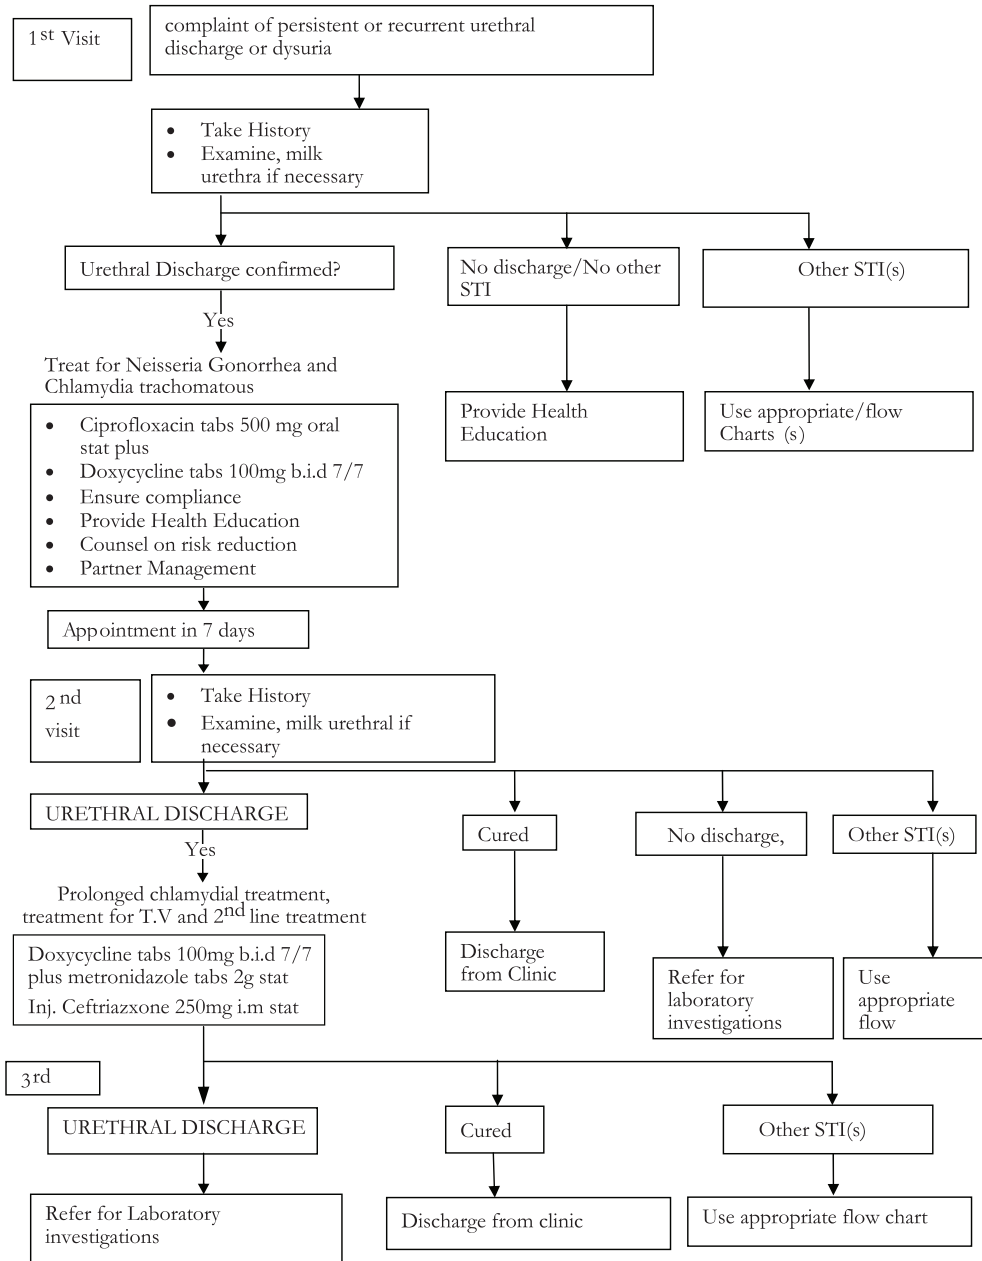 1st Visit
complaint of persistent or recurrent urethral
discharge or dysuria
• Take History
• Examine, milk
urethra if necessary
Urethral Discharge confirmed?
No discharge/No other
STI
Other STI(s)
Yes
Treat for Neisseria Gonorrhea and
Chlamydia trachomatous
Provide Health
Education
Use appropriate/flow
Charts (s)
• Ciprofloxacin tabs 500 mg oral
stat plus
• Doxycycline tabs 100mg b.i.d 7/7
• Ensure compliance
• Provide Health Education
• Counsel on risk reduction
• Partner Management
Appointment in 7 days
2nd
visit
• Take History
• Examine, milk urethral if
necessary
URETHRAL DISCHARGE
Cured
No discharge,
Other STI(s)
Yes
Prolonged chlamydial treatment,
treatment for T.V and 2nd line treatment
Doxycycline tabs 100mg b.i.d 7/7
plus metronidazole tabs 2g stat
Inj. Ceftriazxone 250mg i.m stat
Discharge
from Clinic
Refer for
laboratory
investigations
Use
appropriate
flow
3rd
URETHRAL DISCHARGE
Cured
Other STI(s)
Refer for Laboratory
investigations
Discharge from clinic
Use appropriate flow chart